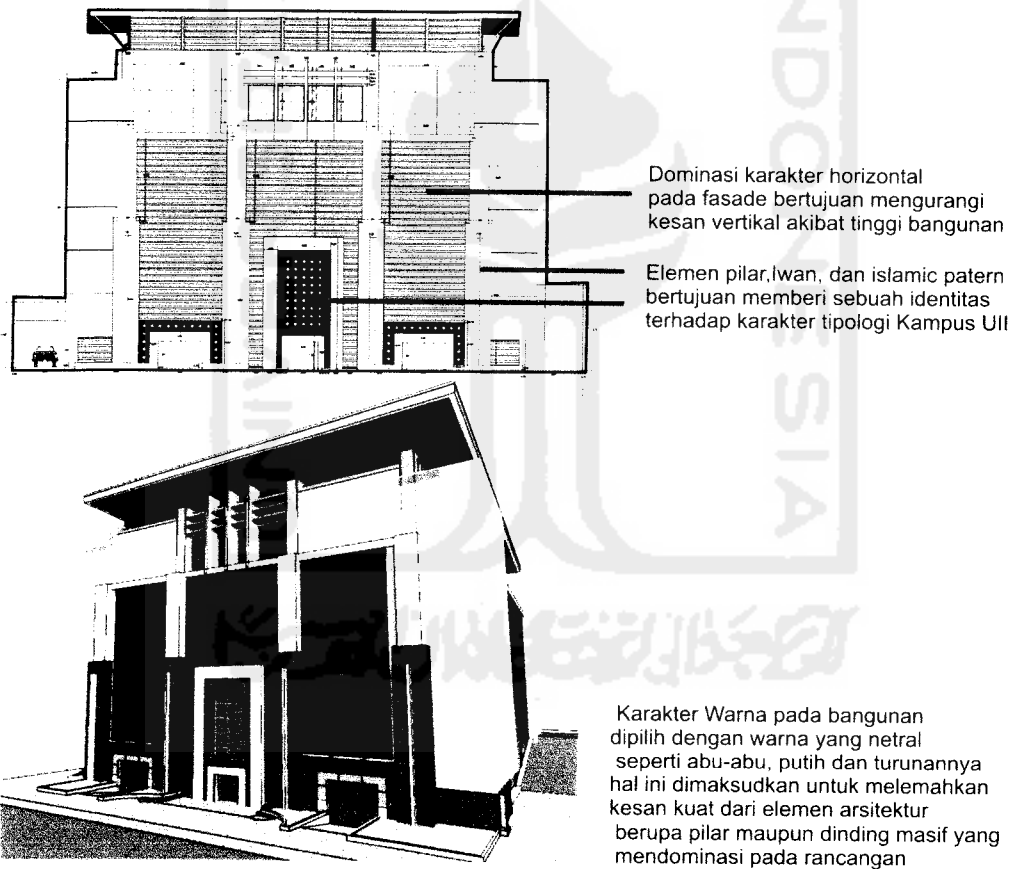 Dominasi karakter horizontal
pada fasade bertujuan mengurangi
kesan vertikal akibat tinggi bangunan
Elemen pilar,Iwan, dan islamic patern
bertujuan memberi sebuah identitas
terhadap karakter tipologi Kampus UII
Karakter Warna pada bangunan
dipilih dengan warna yang netral
seperti abu-abu, putih dan turunannya
hal ini dimaksudkan untuk melemahkan
kesan kuat dari elemen arsitektur
berupa pilar maupun dinding masif yang
mendominasi pada rancangan
NDONESIA